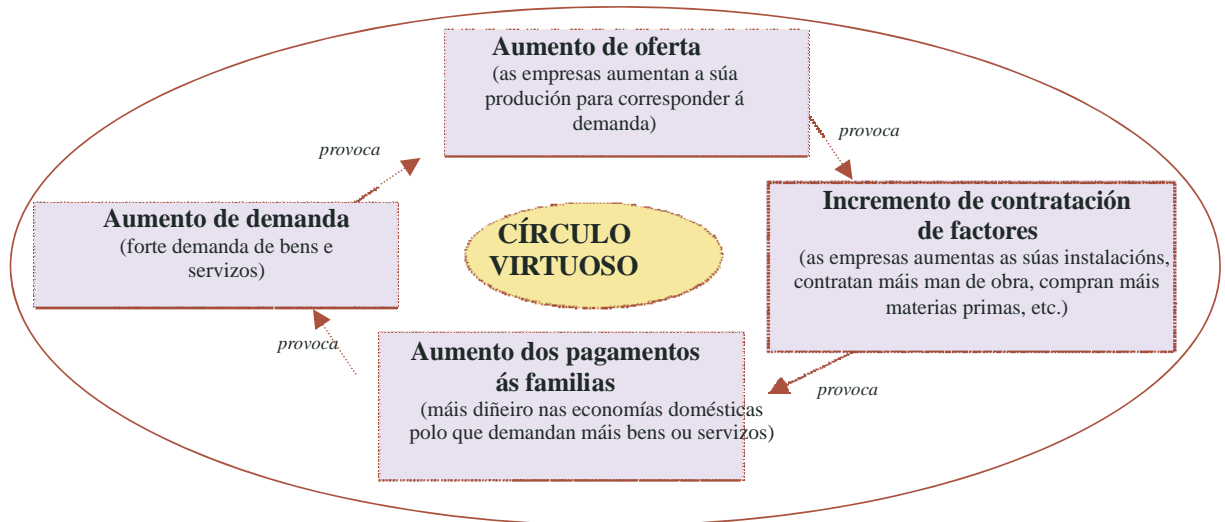 Aumento de oferta
(as empresas aumentan a súa
produción para corresponder á
demanda)
provoca
provoca
Aumento de demanda
(forte demanda de bens e
servizos)
CÍRCULO
VIRTUOSO
Incremento de contratación
de factores
(as empresas aumentas as súas instalacións,
contratan máis man de obra, compran máis
materias primas, etc.)
provoca
Aumento dos pagamentos
ás familias
(máis diñeiro nas economías domésticas
polo que demandan máis bens ou servizos)
provoca